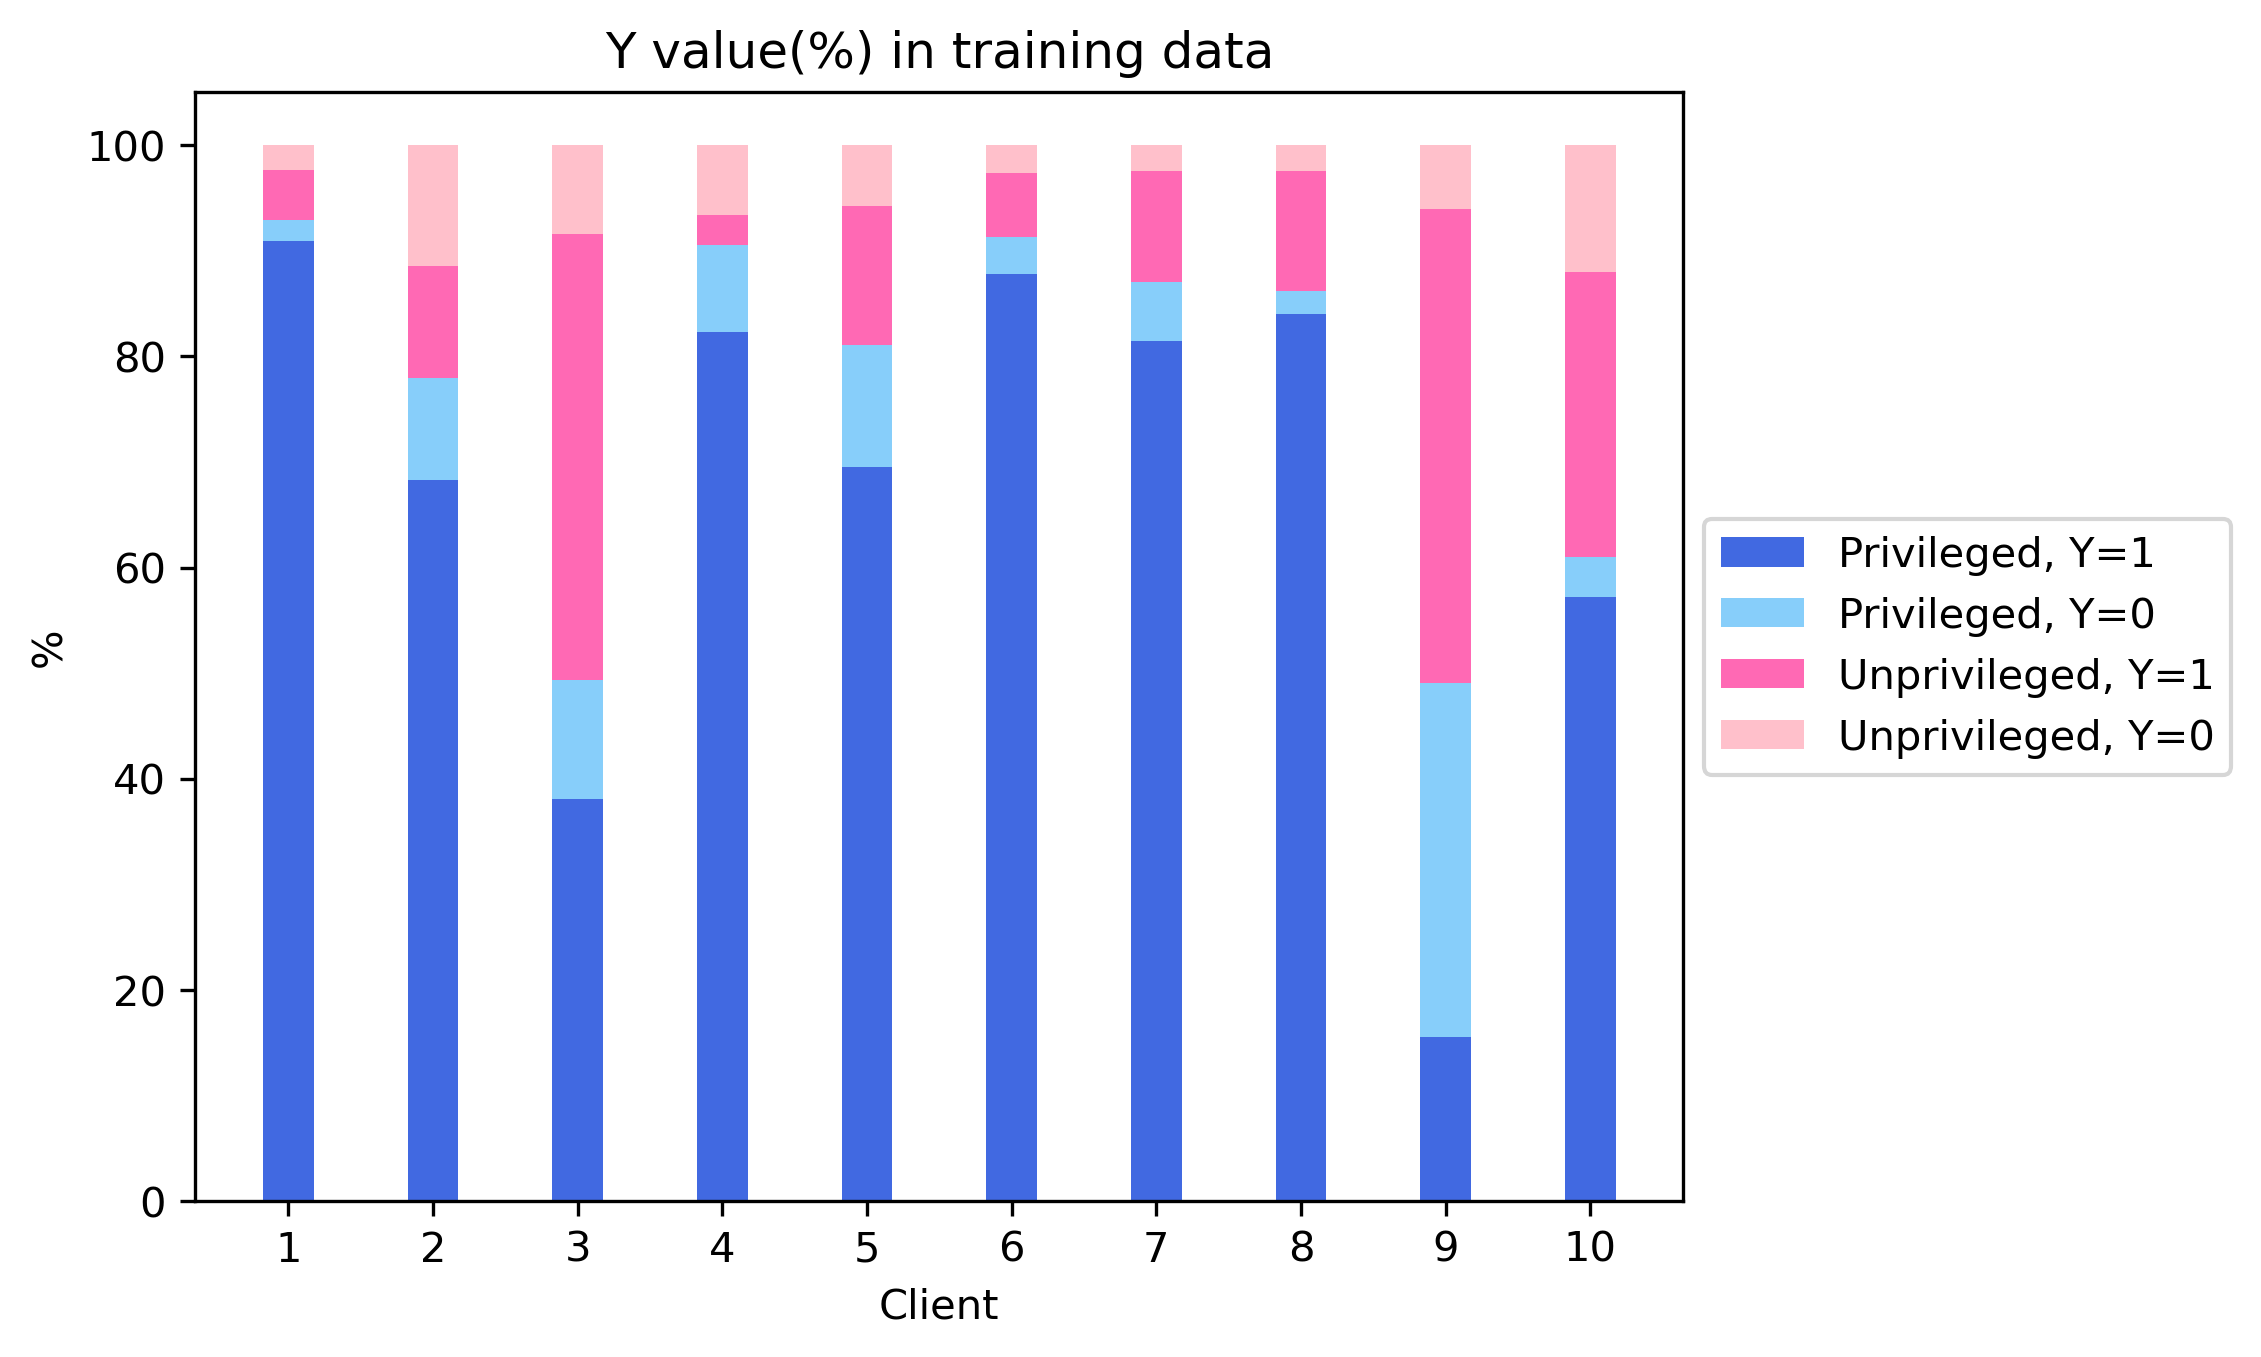 Y value(%) in training data
100
80
60
40
20
0
%
1 2 3 4 5 6 7 8 9 10
Client
Privileged, Y=1
Privileged, Y=0
Unprivileged, Y=1
Unprivileged, Y=0